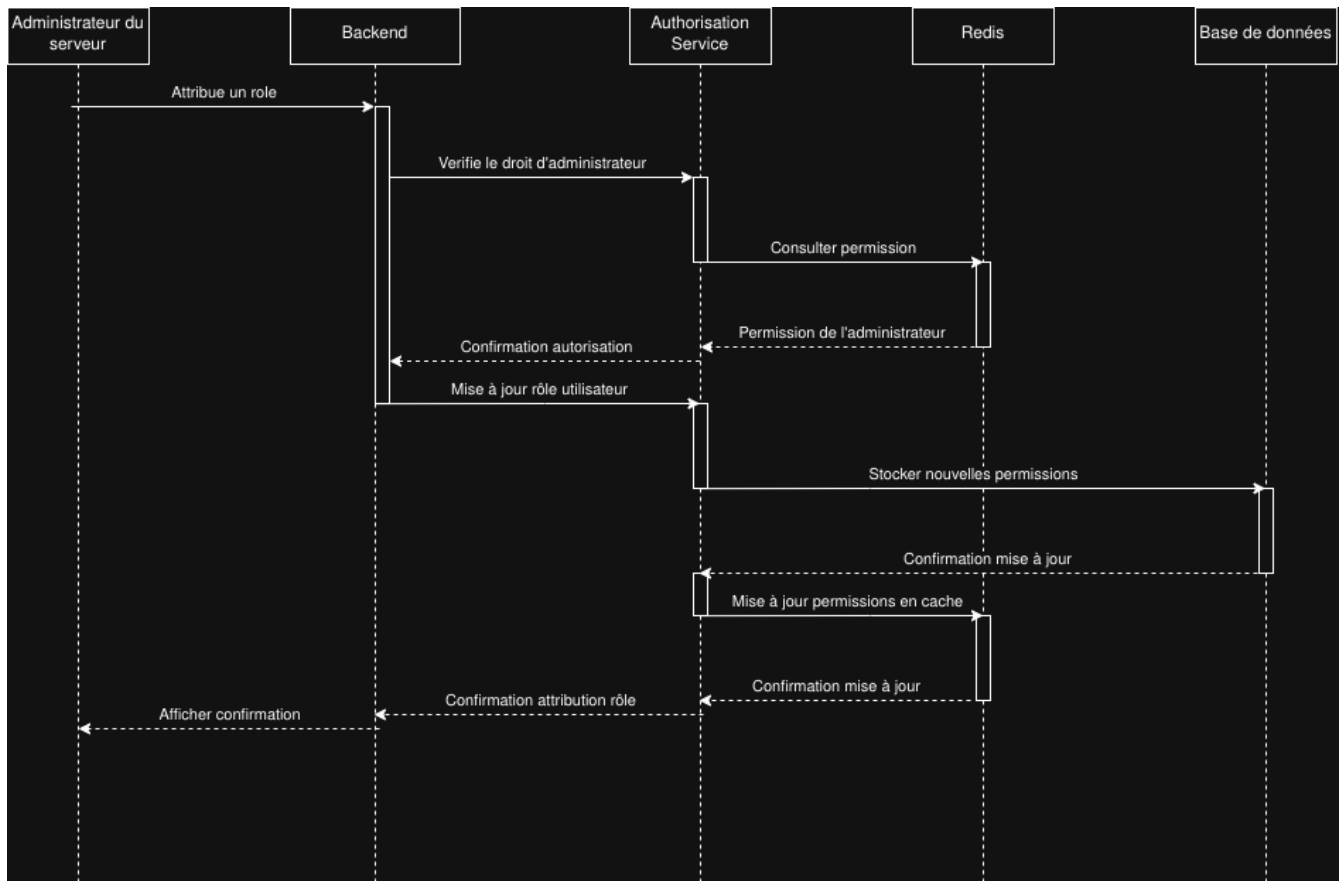 Administrateur du
serveur
Backend
Authorisation
Service
Redis
Base de données
Attribue un role
Verifie le droit d'administrateur
Consulter permission
Permission de l'administrateur
Confirmation autorisation
Mise à jour rôle utilisateur
Stocker nouvelles permissions
Confirmation mise à jour
Mise à jour permissions en cache
Confirmation mise à jour
Confirmation attribution rôle
Afficher confirmation